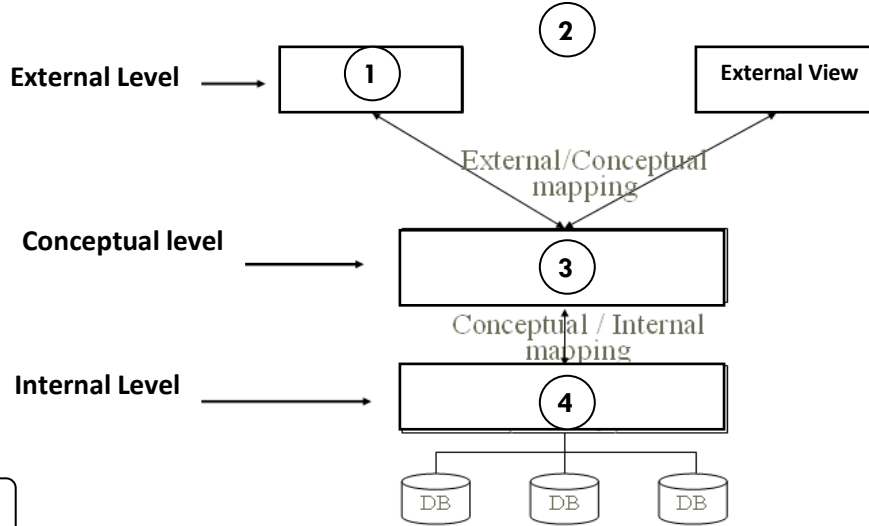 2
External Level
1
External View
External/Conceptual
mapping
Conceptual level
3
Conceptual / Internal
mapping
Internal Level
4
DB
DB
DB